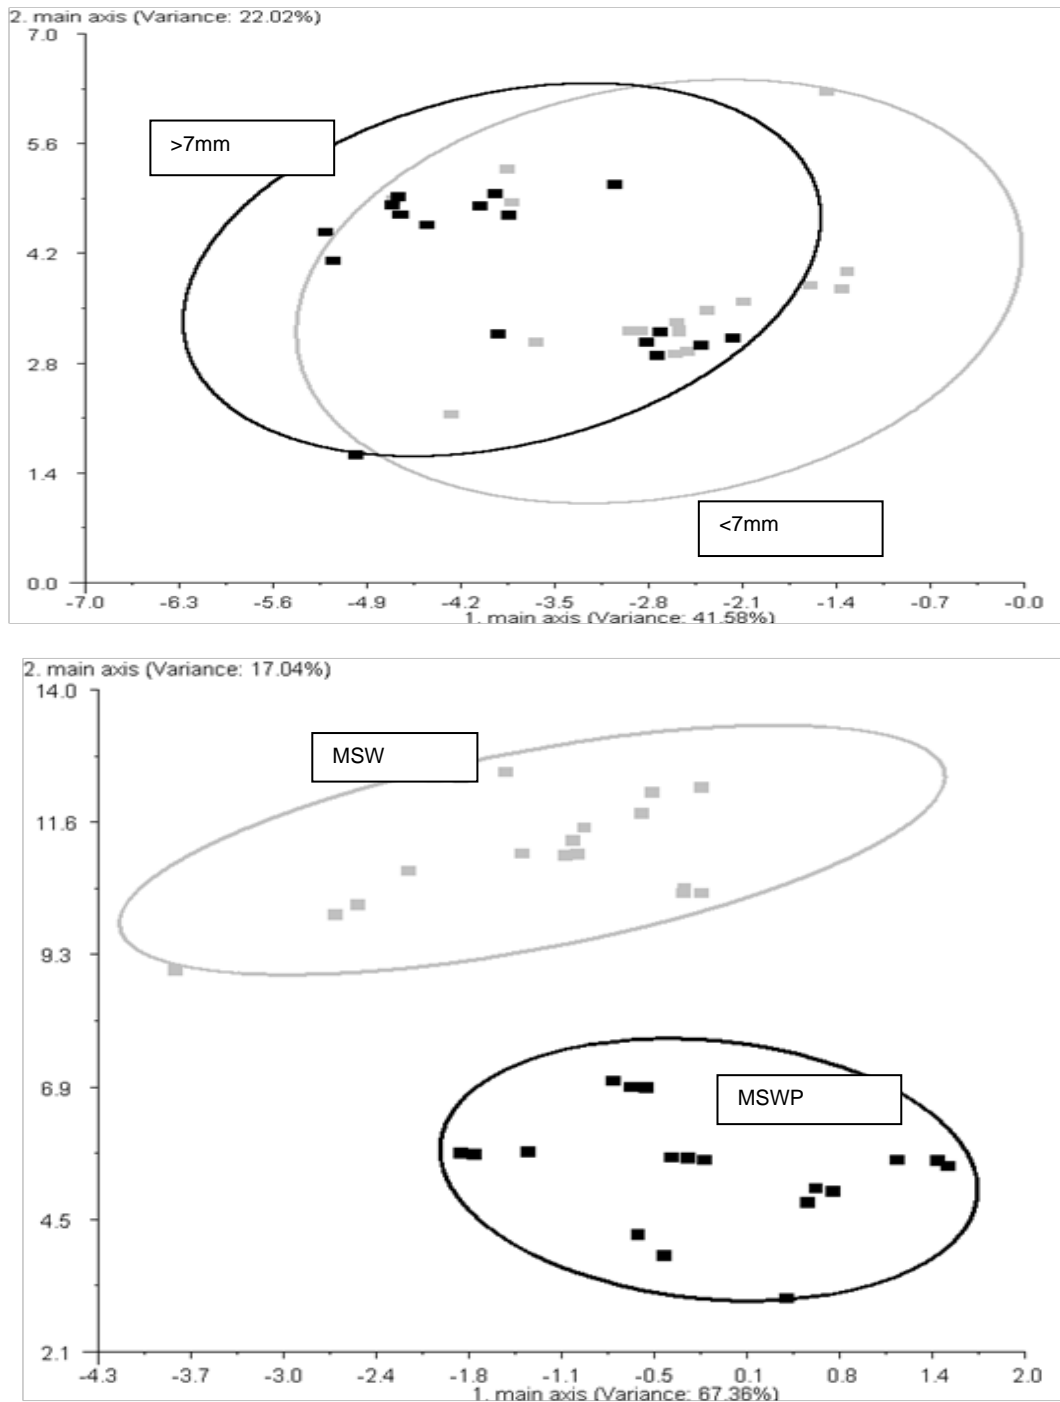 2. main axis (Variance: 22.02%)
7.0
>7mm
5.6
4.2
2.8
1.4
<7mm
0.0
-7.0 -6.3 -5.6 -4.9 -4.2 -3.5 -2.8 -2.1 -1.4 -0.7 -0.0
1. main axis (Variance: 41.58%)
2. main axis (Variance: 17.04%)
14.0
MSW
11.6
9.3
6.9
MSWP
4.5
2.1
-4.3 -3.7 -3.0 -2.4 -1.8 -1.1 -0.5 0.1 0.8 1.4 2.0
1. main axis (Variance: 67.36%)